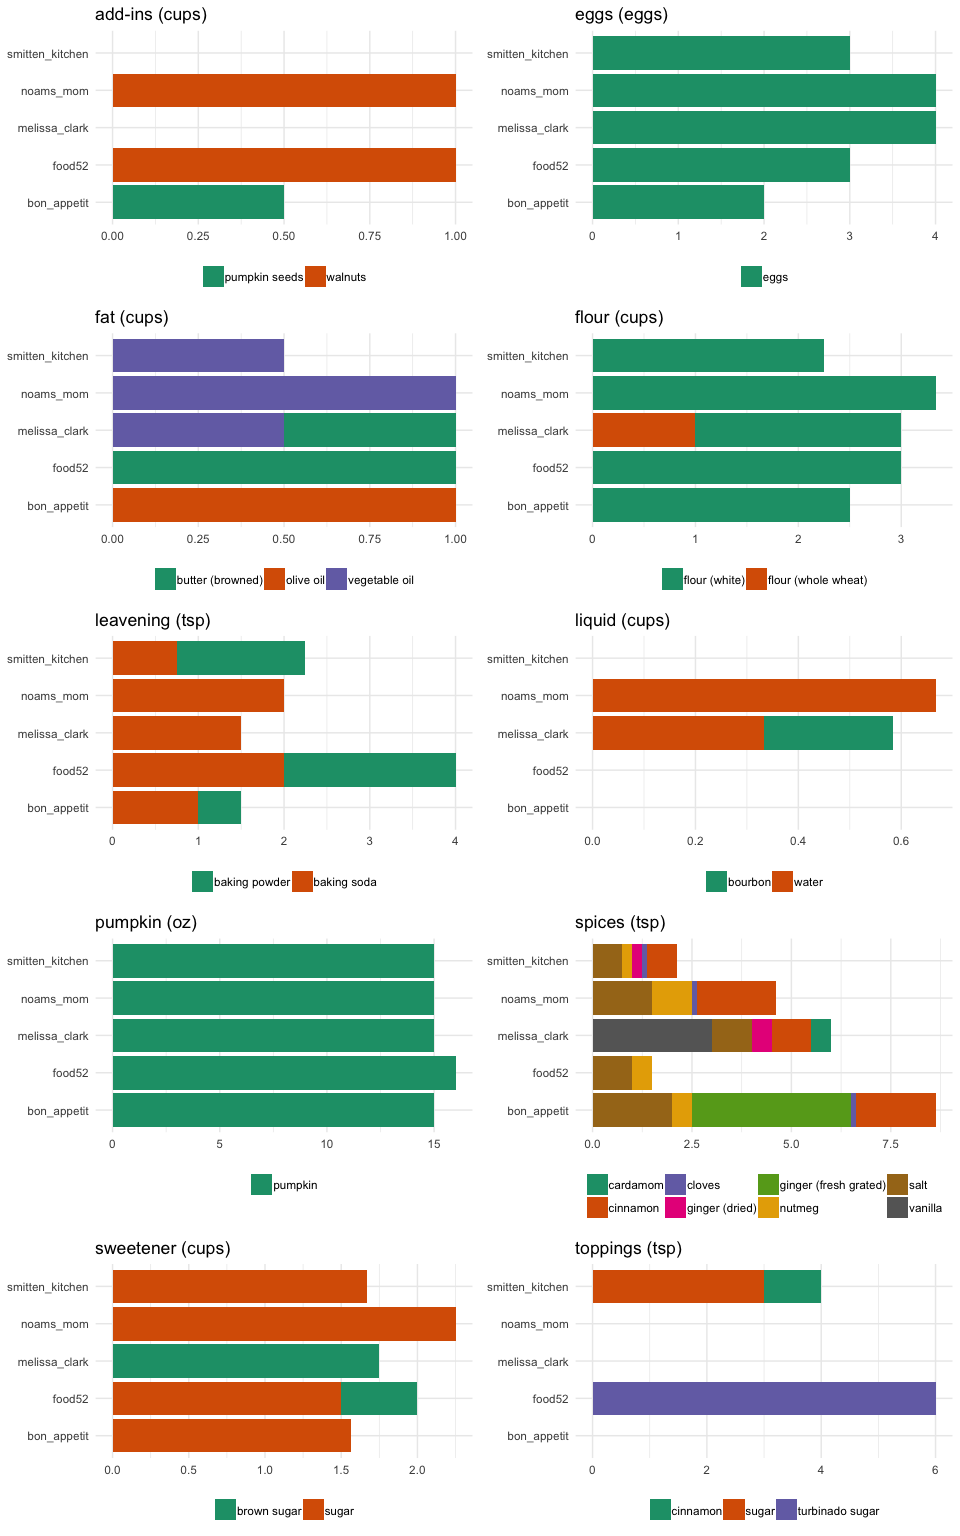 add-ins (cups)
smitten_kitchen
noams_mom
melissa_clark
food52
bon_appetit
0.00 0.25 0.50 0.75 1.00
pumpkin seeds walnuts
eggs (eggs)
smitten_kitchen
noams_mom
melissa_clark
food52
bon_appetit
0 1 2 3 4
eggs
fat (cups)
smitten_kitchen
noams_mom
melissa_clark
food52
bon_appetit
0.00 0.25 0.50 0.75 1.00
butter (browned) olive oil vegetable oil
flour (cups)
smitten_kitchen
noams_mom
melissa_clark
food52
bon_appetit
0 1 2 3
flour (white) flour (whole wheat)
leavening (tsp)
smitten_kitchen
noams_mom
melissa_clark
food52
bon_appetit
0 1 2 3 4
baking powder baking soda
liquid (cups)
smitten_kitchen
noams_mom
melissa_clark
food52
bon_appetit
0.0 0.2 0.4 0.6
bourbon water
pumpkin (oz)
smitten_kitchen
noams_mom
melissa_clark
food52
bon_appetit
0 5 10 15
pumpkin
spices (tsp)
smitten_kitchen
noams_mom
melissa_clark
food52
bon_appetit
0.0 2.5 5.0 7.5
cardamom cloves ginger (fresh grated) salt
cinnamon ginger (dried) nutmeg vanilla
sweetener (cups)
smitten_kitchen
noams_mom
melissa_clark
food52
bon_appetit
0.0 0.5 1.0 1.5 2.0
brown sugar sugar
toppings (tsp)
smitten_kitchen
noams_mom
melissa_clark
food52
bon_appetit
0 2 4 6
cinnamon sugar turbinado sugar